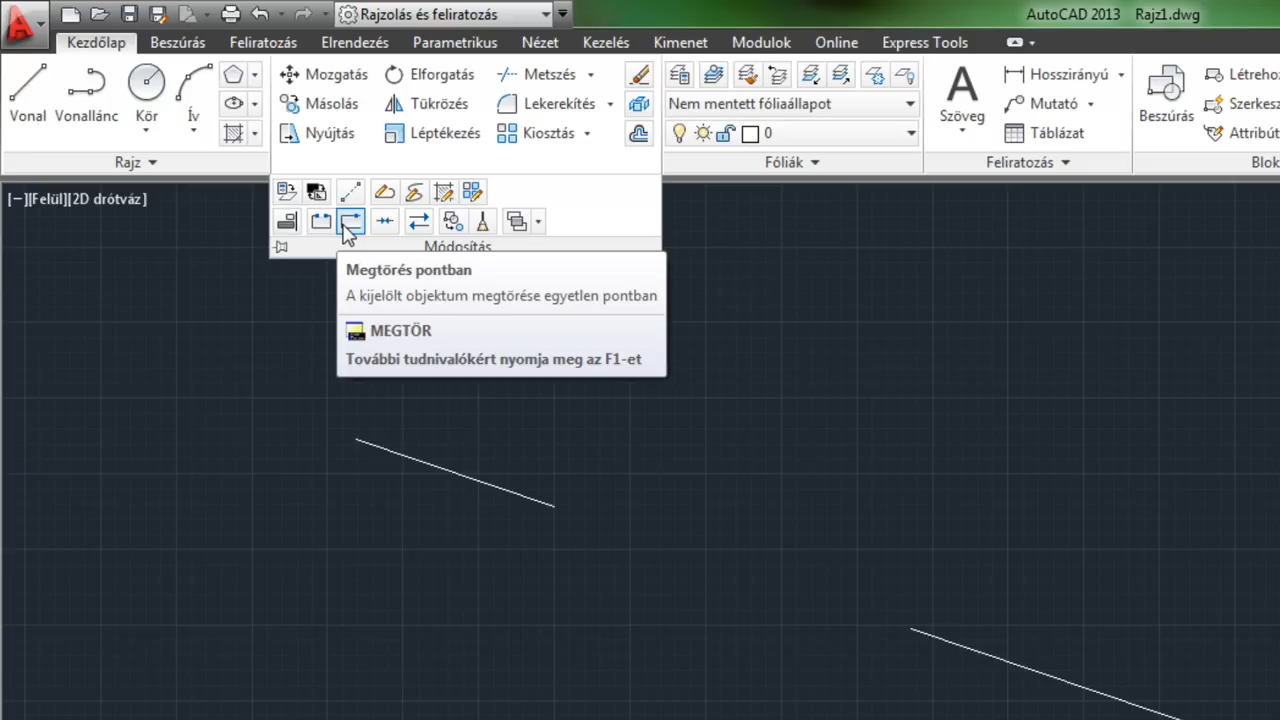 Rajzolás és feliratozás
AutoCAD 2013 Rajz1.dwg
Kezdőlap Beszúrás Feliratozás Elrendezés Parametrikus Nézet Kezelés Kimenet Modulok Online Express Tools
Mozgatás Elforgatás Metszés Hosszirányú
Másolás Tükrözés Lekerekítés Nem mentett fóliaállapot Mutató
Vonal Vonallánc Kör Ív Szöveg Beszúrás
Nyújtás Léptékezés Kiosztás 0 Táblázat
Rajz Fóliák Feliratozás
[−][Felül][2D drótváz]
Módosítás
Megtörés pontban
A kijelölt objektum megtörése egyetlen pontban
MEGTÖR
További tudnivalókért nyomja meg az F1-et